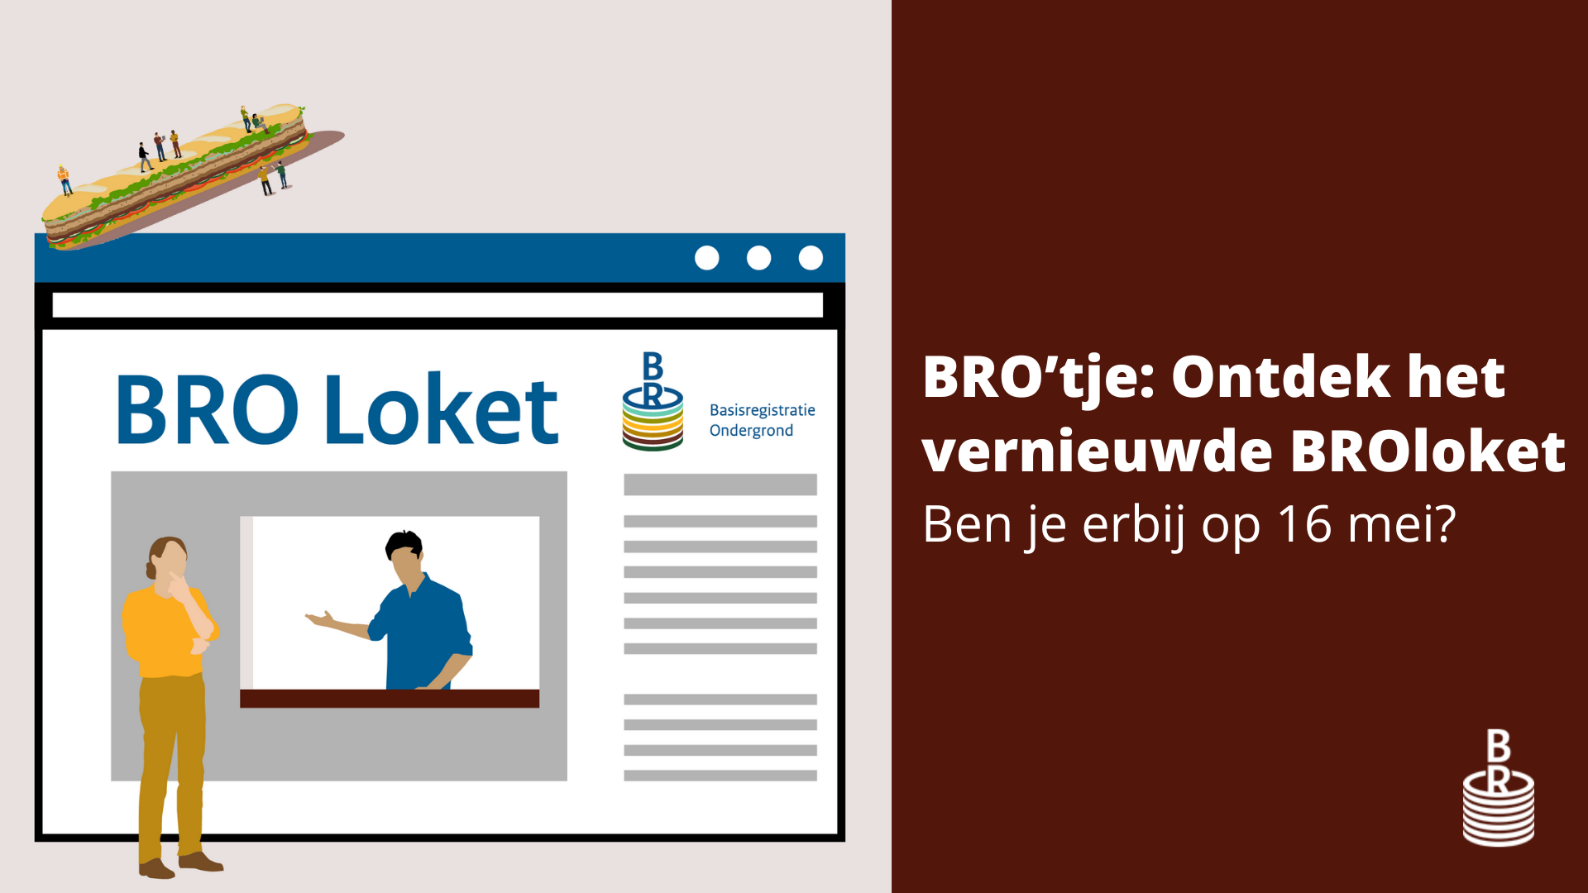 BRO Loket
B
R
Basisregistratie
Ondergrond
BRO’tje: Ontdek het
vernieuwde BROloket
Ben je erbij op 16 mei?
B
R